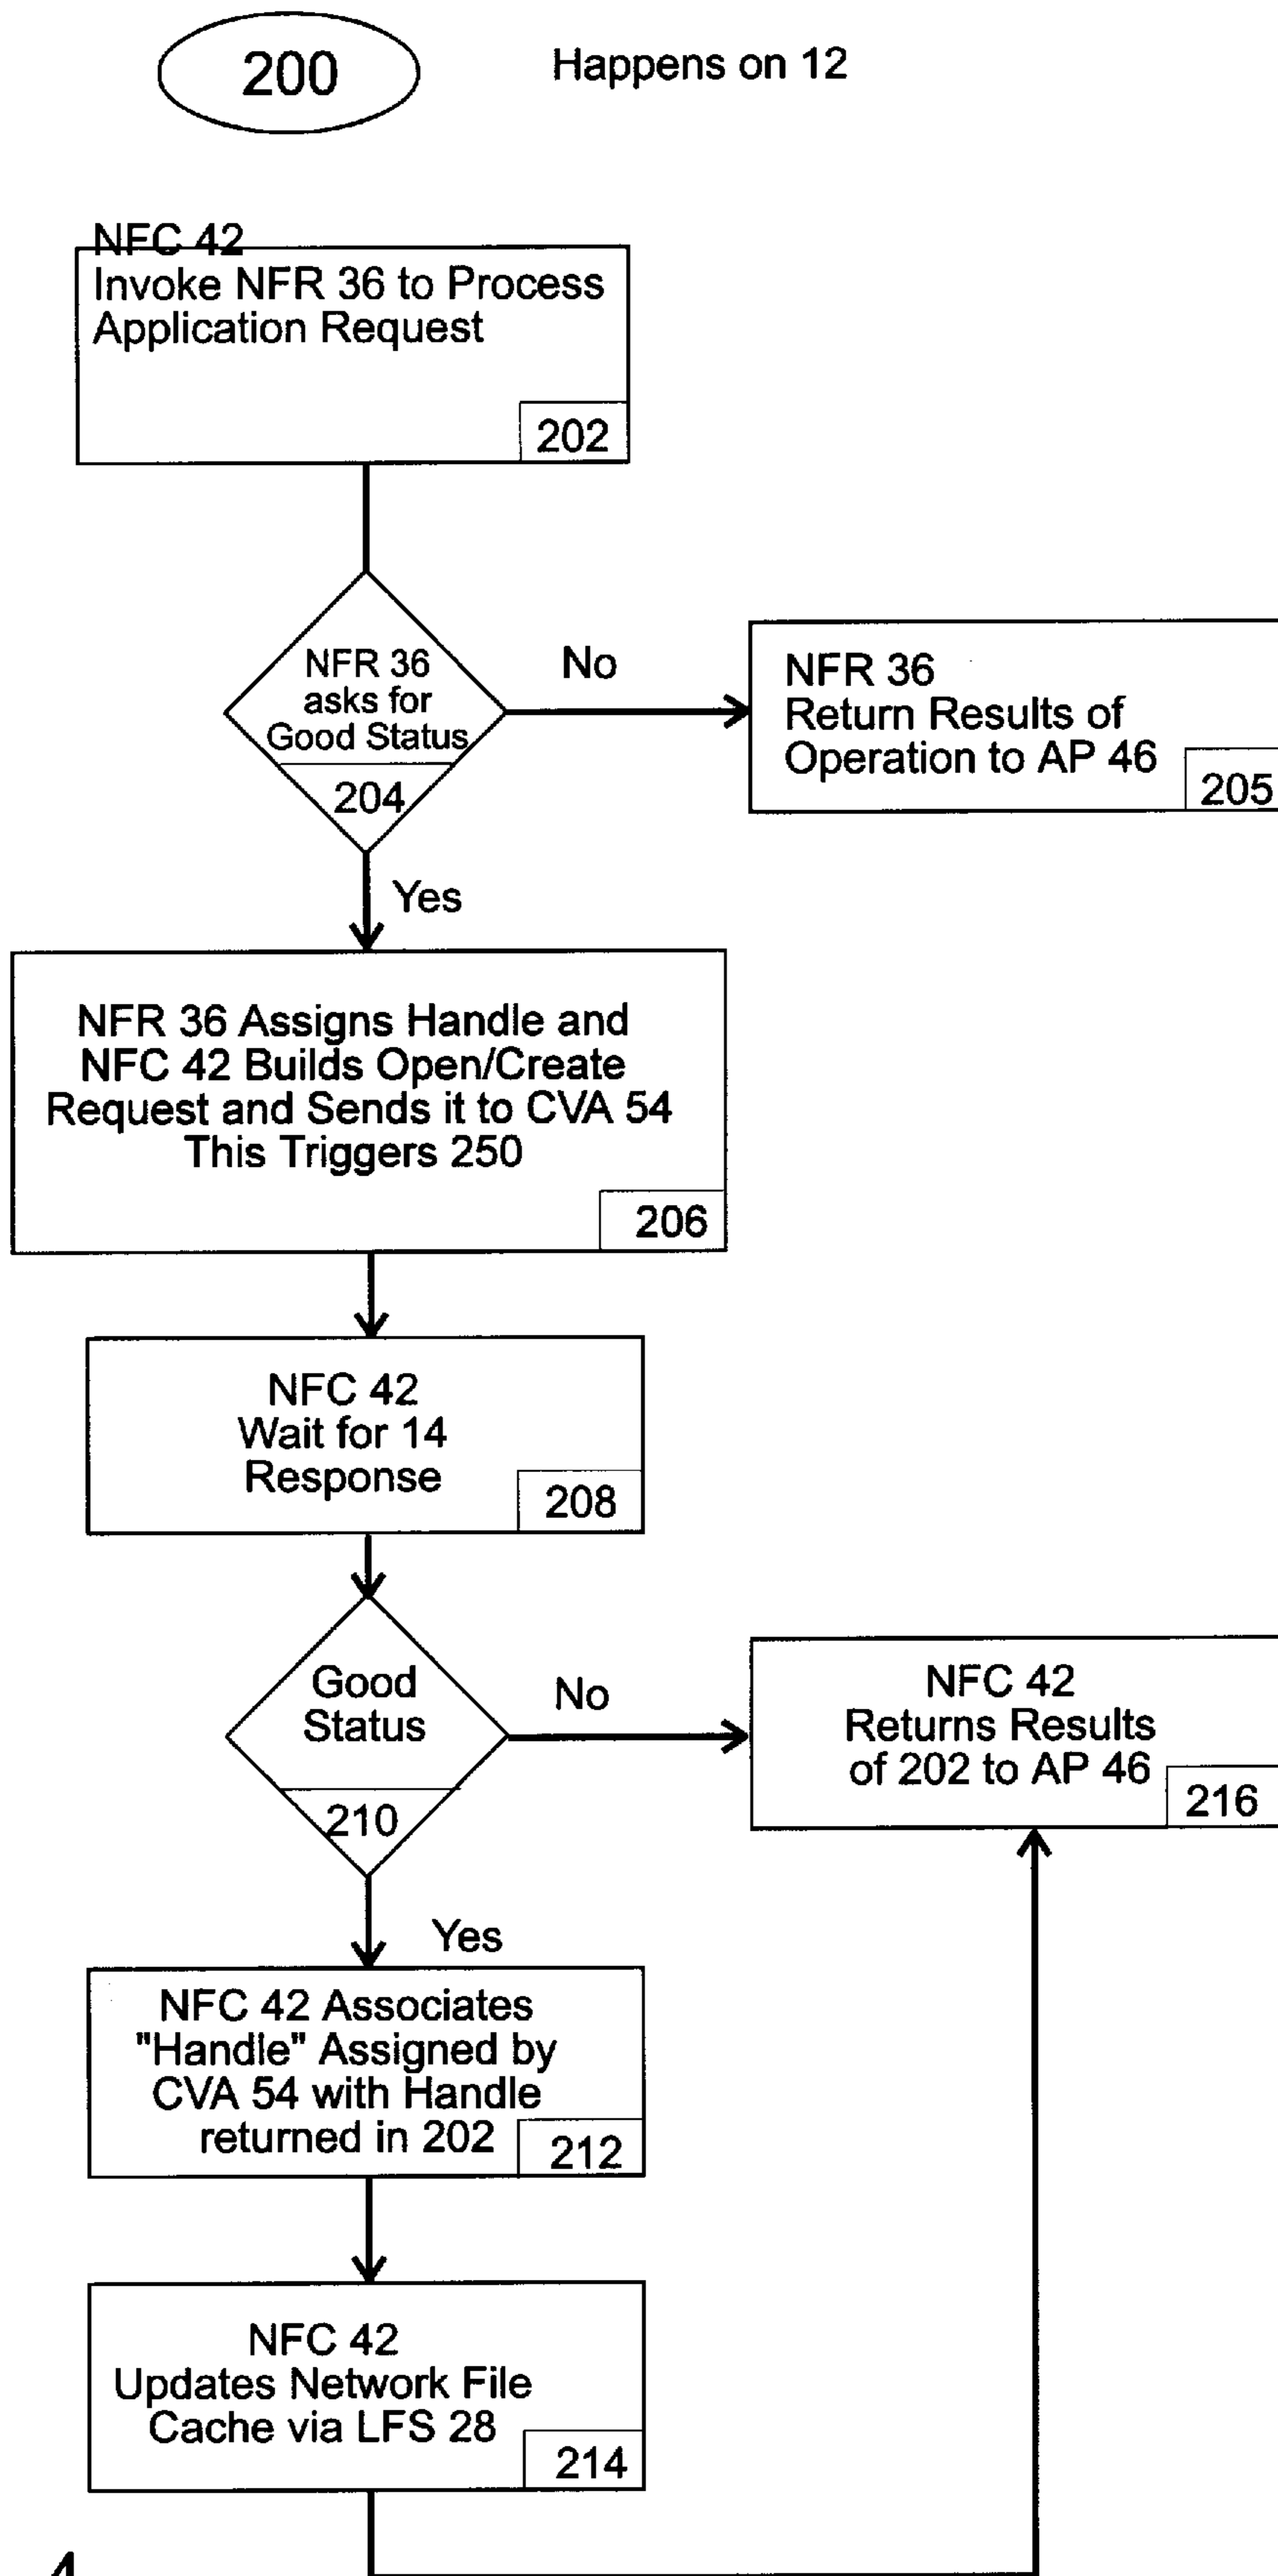 200
Happens on 12
NFC 42
Invoke NFR 36 to Process
Application Request
202
NFR 36
asks for
Good Status
204
No
NFR 36
Return Results of
Operation to AP 46
205
Yes
NFR 36 Assigns Handle and
NFC 42 Builds Open/Create
Request and Sends it to CVA 54
This Triggers 250
206
NFC 42
Wait for 14
Response
208
Good
Status
210
No
NFC 42
Returns Results
of 202 to AP 46
216
Yes
NFC 42 Associates
"Handle" Assigned by
CVA 54 with Handle
returned in 202
212
NFC 42
Updates Network File
Cache via LFS 28
214
4